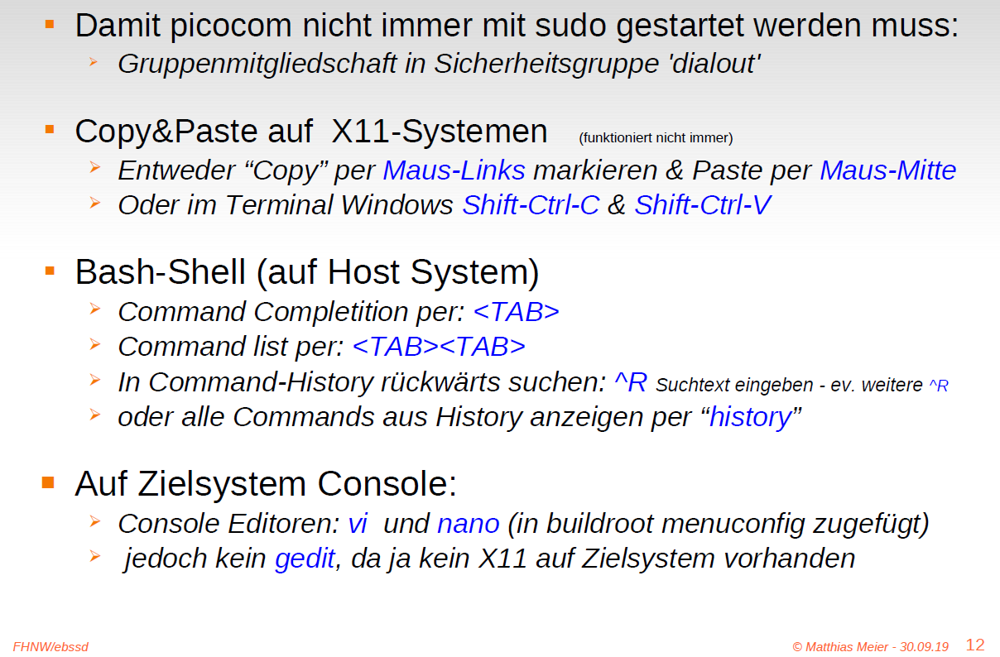 Damit picocom nicht immer mit sudo gestartet werden muss:
Gruppenmitgliedschaft in Sicherheitsgruppe 'dialout'
Copy&Paste auf X11-Systemen (funktioniert nicht immer)
Entweder “Copy” per Maus-Links markieren & Paste per Maus-Mitte
Oder im Terminal Windows Shift-Ctrl-C & Shift-Ctrl-V
Bash-Shell (auf Host System)
Command Completition per: <TAB>
Command list per: <TAB><TAB>
In Command-History rückwärts suchen: ^R Suchtext eingeben - ev. weitere ^R
oder alle Commands aus History anzeigen per “history”
Auf Zielsystem Console:
Console Editoren: vi und nano (in buildroot menuconfig zugefügt)
jedoch kein gedit, da ja kein X11 auf Zielsystem vorhanden
FHNW/ebssd © Matthias Meier - 30.09.19 12